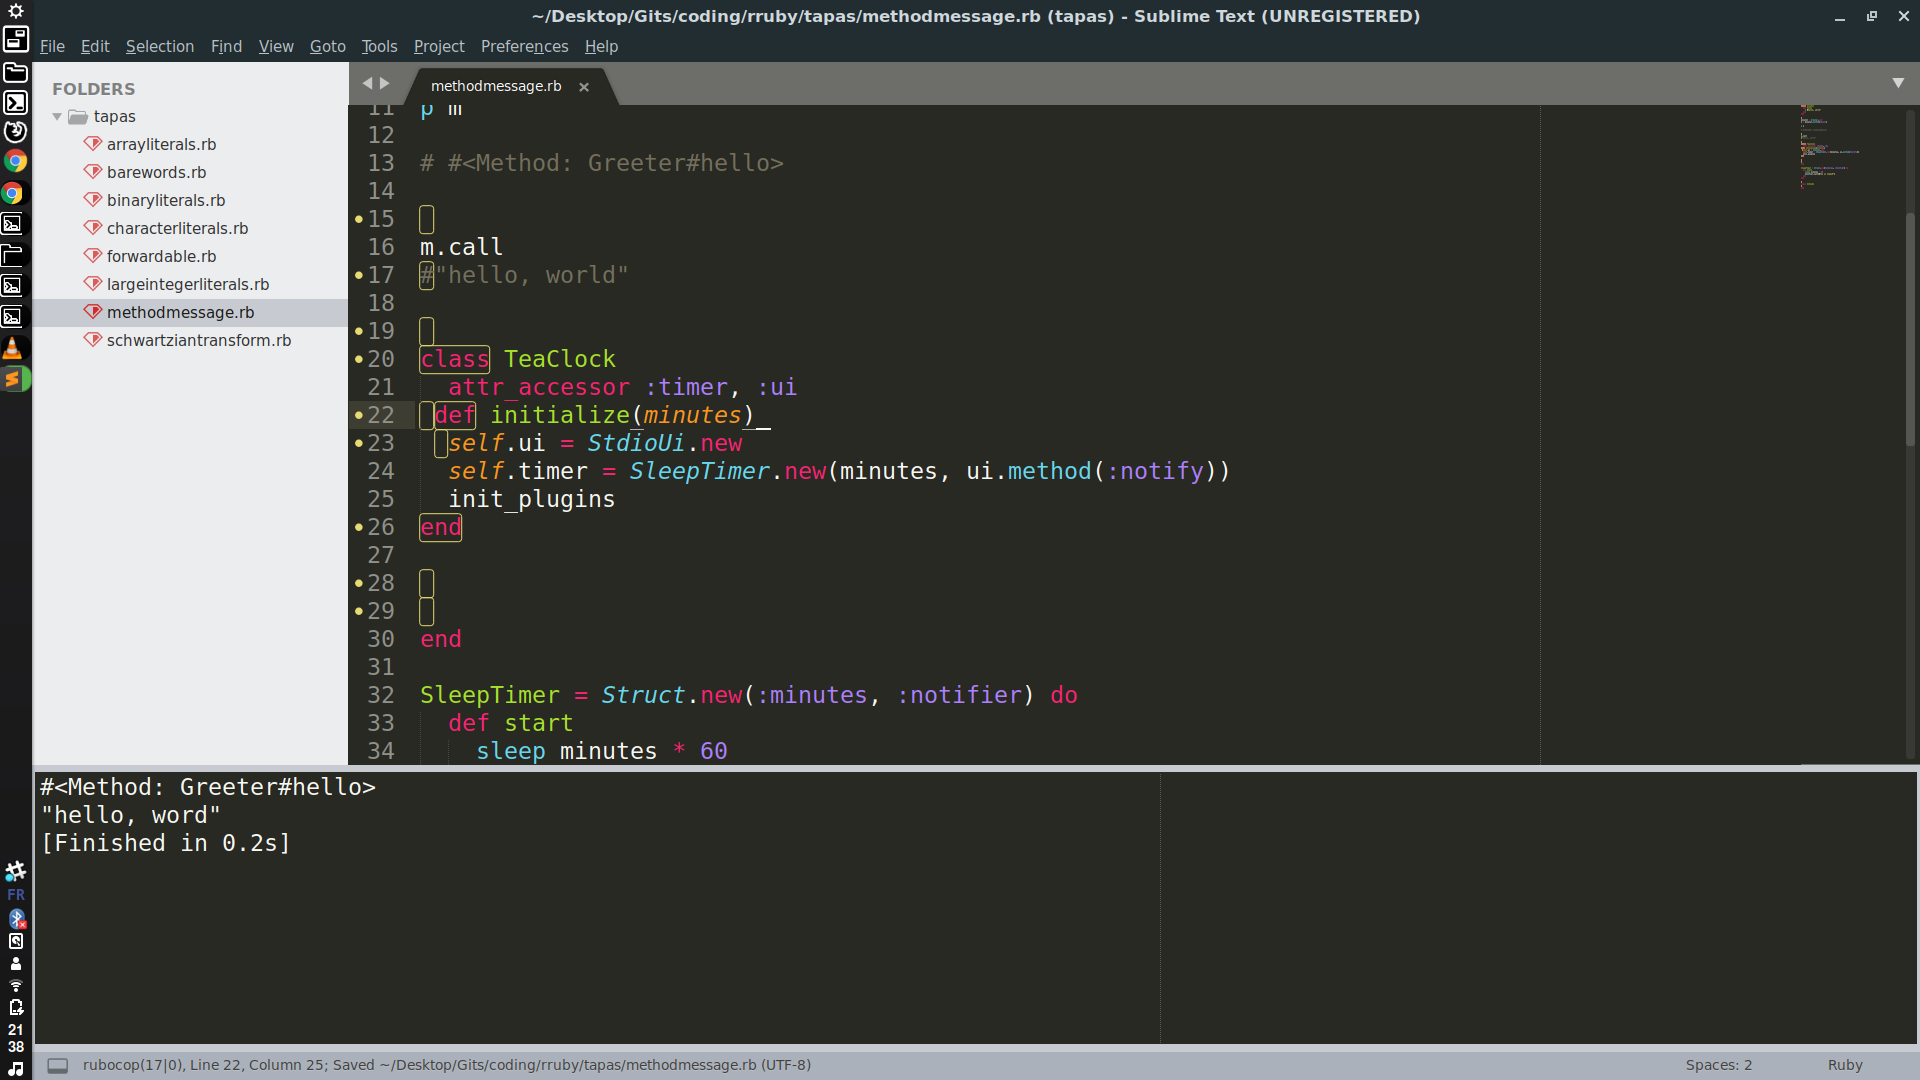 ~/Desktop/Gits/coding/rruby/tapas/methodmessage.rb (tapas) - Sublime Text (UNREGISTERED)
File Edit Selection Find View Goto Tools Project Preferences Help
FOLDERS
tapas
arrayliterals.rb
barewords.rb
binaryliterals.rb
characterliterals.rb
forwardable.rb
largeintegerliterals.rb
methodmessage.rb
schwartziantransform.rb
methodmessage.rb
11 p m
12
13 # #<Method: Greeter#hello>
14
15
16 m.call
17 #"hello, world"
18
19
20 class TeaClock
21 attr_accessor :timer, :ui
22 def initialize(minutes)
23 self.ui = StdioUi.new
24 self.timer = SleepTimer.new(minutes, ui.method(:notify))
25 init_plugins
26 end
27
28
29
30 end
31
32 SleepTimer = Struct.new(:minutes, :notifier) do
33 def start
34 sleep minutes * 60
#<Method: Greeter#hello>
"hello, word"
[Finished in 0.2s]
FR
21
38
rubocop(17|0), Line 22, Column 25; Saved ~/Desktop/Gits/coding/rruby/tapas/methodmessage.rb (UTF-8)
Spaces: 2
Ruby